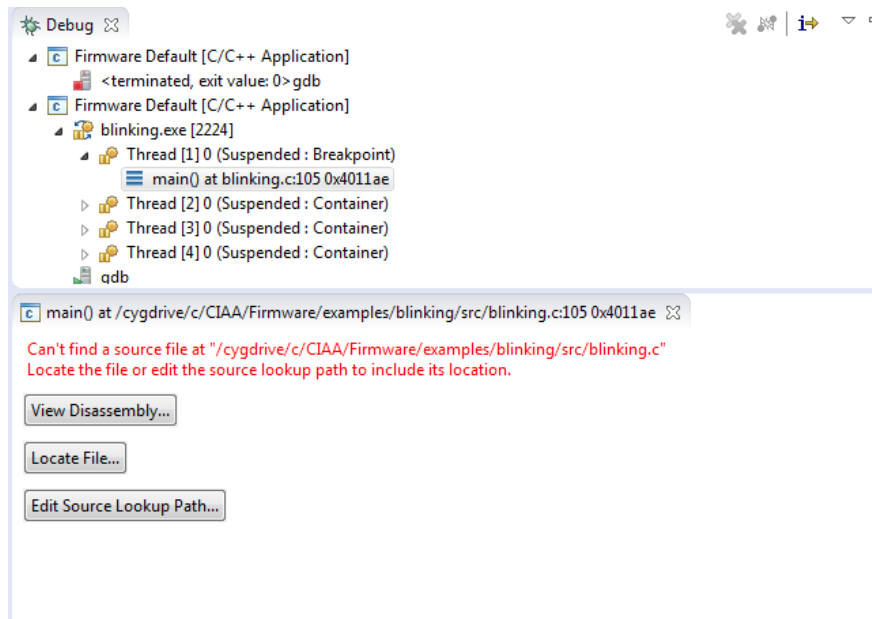 Debug
Firmware Default [C/C++ Application]
<terminated, exit value: 0> gdb
Firmware Default [C/C++ Application]
blinking.exe [2224]
Thread [1] 0 (Suspended : Breakpoint)
main() at blinking.c:105 0x4011ae
Thread [2] 0 (Suspended : Container)
Thread [3] 0 (Suspended : Container)
Thread [4] 0 (Suspended : Container)
gdb
main() at /cygdrive/c/CIAA/Firmware/examples/blinking/src/blinking.c:105 0x4011ae
Can't find a source file at "/cygdrive/c/CIAA/Firmware/examples/blinking/src/blinking.c"
Locate the file or edit the source lookup path to include its location.
View Disassembly...
Locate File...
Edit Source Lookup Path...